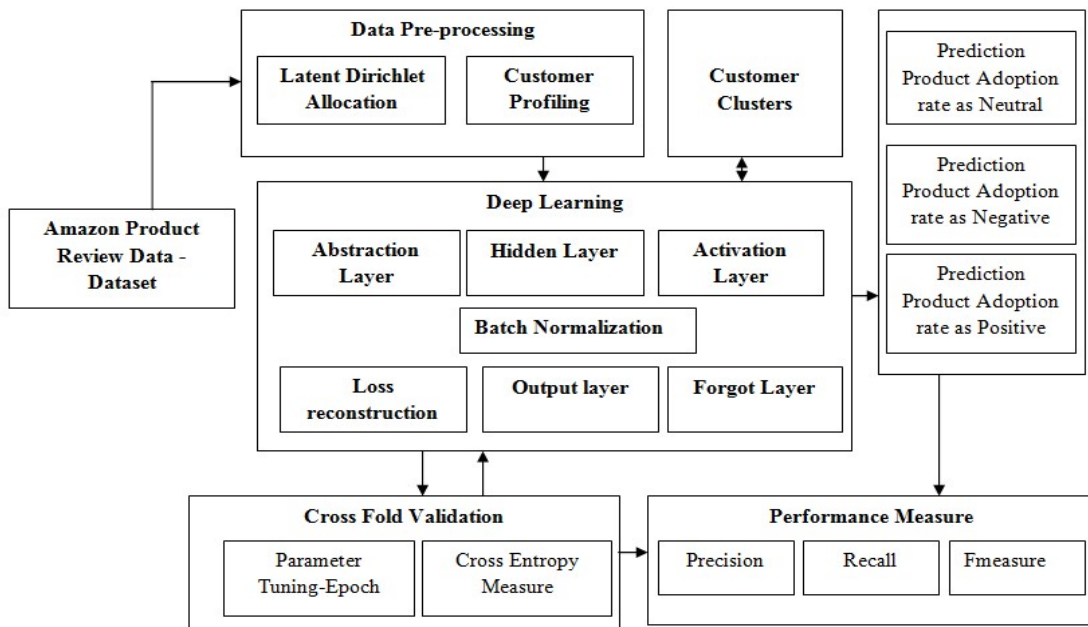 Data Pre-processing
Latent Dirichlet
Allocation
Customer
Profiling
Customer
Clusters
Prediction
Product Adoption
rate as Neutral
Prediction
Product Adoption
rate as Negative
Prediction
Product Adoption
rate as Positive
Amazon Product
Review Data -
Dataset
Deep Learning
Abstraction
Layer
Hidden Layer
Activation
Layer
Batch Normalization
Loss
reconstruction
Output layer
Forgot Layer
Cross Fold Validation
Parameter
Tuning-Epoch
Cross Entropy
Measure
Performance Measure
Precision
Recall
Fmeasure